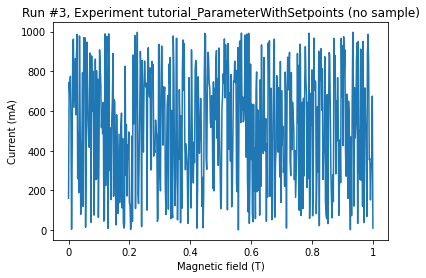 Run #3, Experiment tutorial_ParameterWithSetpoints (no sample)
1000
800
600
400
200
0
Current (mA)
0 0.2 0.4 0.6 0.8 1
Magnetic field (T)